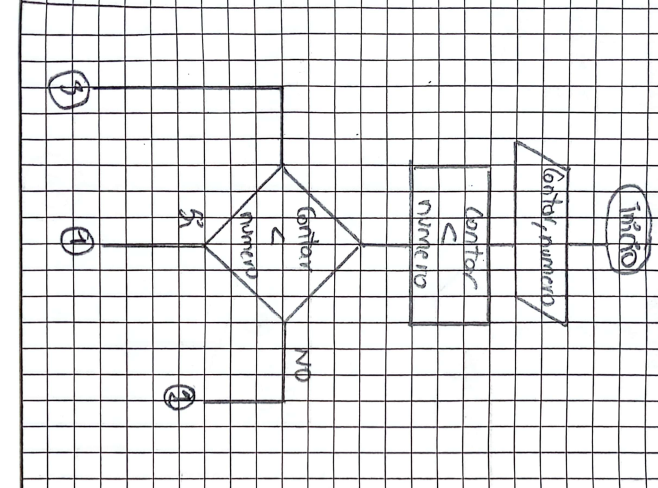 Inicio
Contar, numero
Contar
<
numero
Contar
<
numero
NO
Si
3
1
2